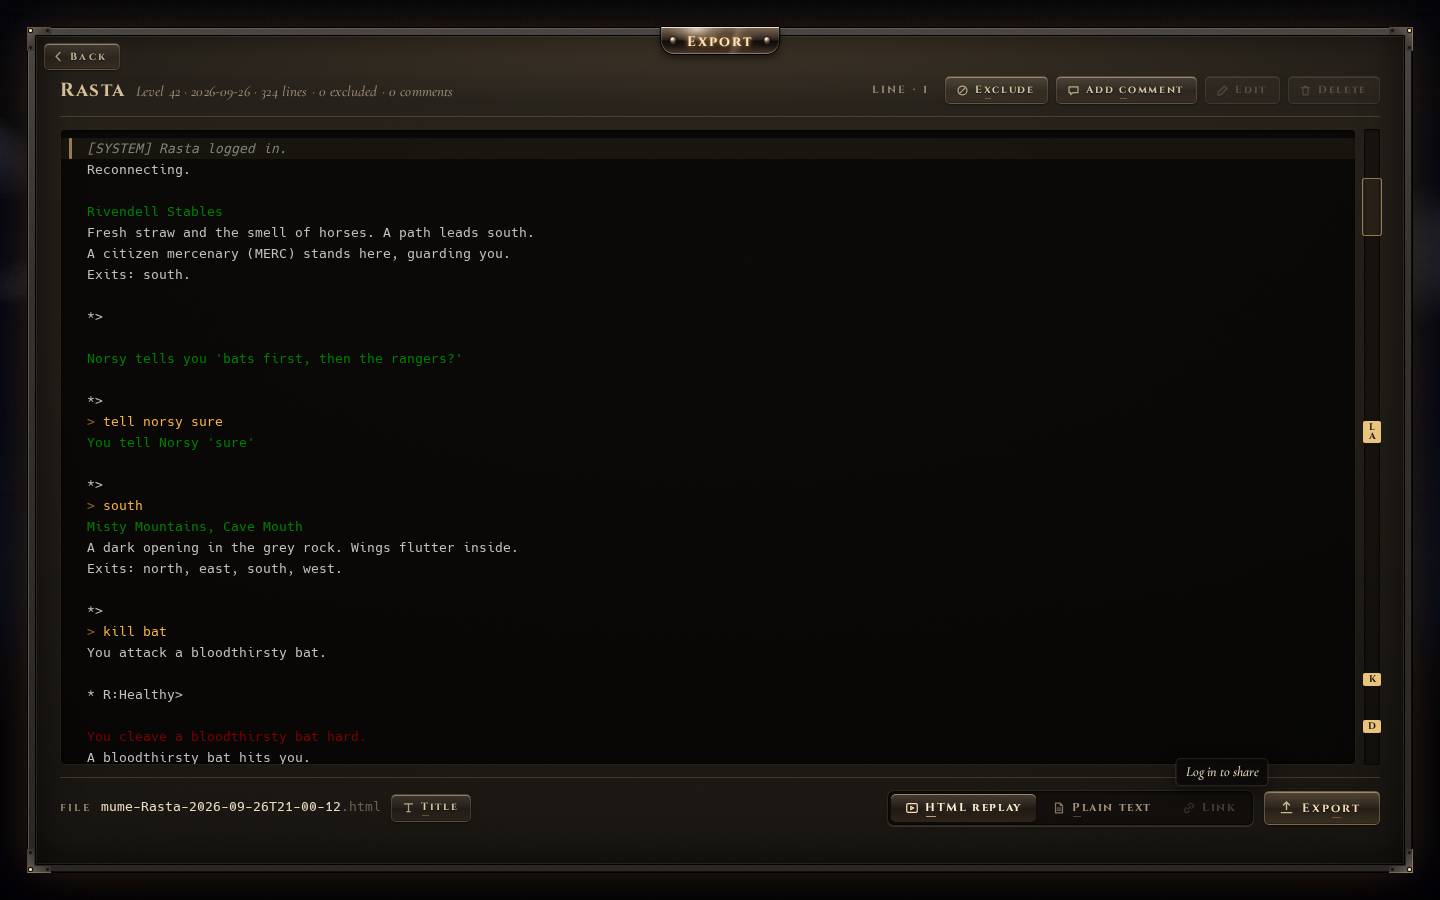 EXPORT
BACK
RASTA Level 42 · 2026-09-26 · 324 lines · 0 excluded · 0 comments
LINE · 1 EXCLUDE ADD COMMENT EDIT DELETE
[SYSTEM] Rasta logged in.
Reconnecting.
Rivendell Stables
Fresh straw and the smell of horses. A path leads south.
A citizen mercenary (MERC) stands here, guarding you.
Exits: south.
*>
Norsy tells you 'bats first, then the rangers?'
*>
> tell norsy sure
You tell Norsy 'sure'
*>
> south
Misty Mountains, Cave Mouth
A dark opening in the grey rock. Wings flutter inside.
Exits: north, east, south, west.
*>
> kill bat
You attack a bloodthirsty bat.
* R:Healthy>
You cleave a bloodthirsty bat hard.
A bloodthirsty bat hits you.
L
A
K
D
Log in to share
FILE mume-Rasta-2026-09-26T21-00-12.html TITLE
HTML REPLAY PLAIN TEXT LINK EXPORT